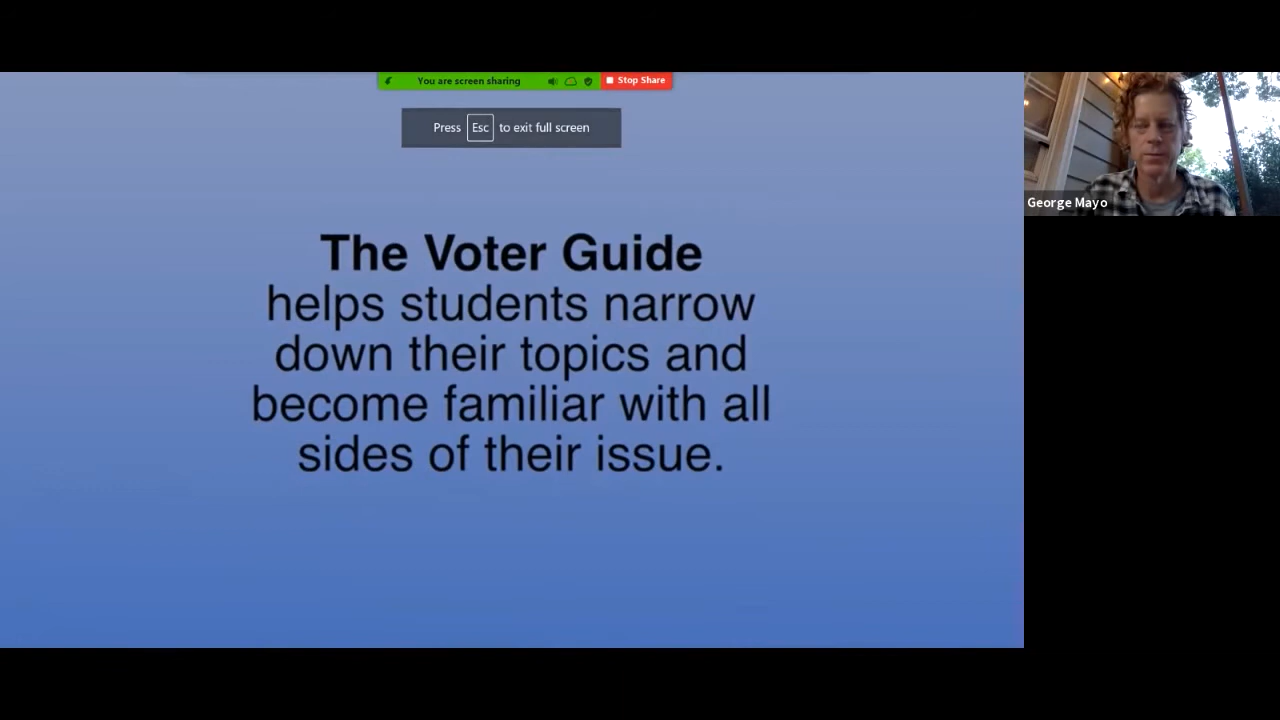 You are screen sharing
Stop Share
Press Esc to exit full screen
The Voter Guide
helps students narrow
down their topics and
become familiar with all
sides of their issue.
George Mayo